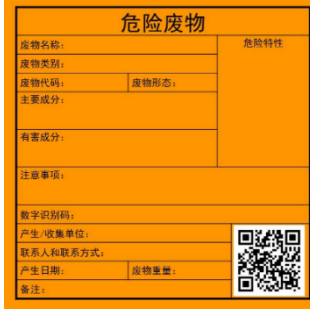 危险废物
废物名称：
危险特性
废物类别：
废物代码：
废物形态：
主要成分：
有害成分：
注意事项：
数字识别码：
产生/收集单位：
联系人和联系方式：
产生日期：
废物重量：
备注：